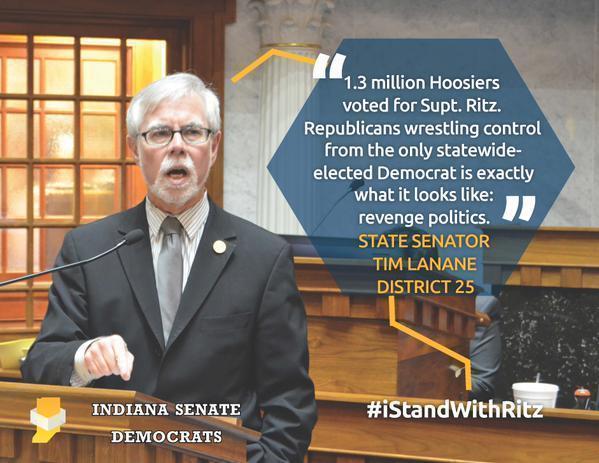 “1.3 million Hoosiers
voted for Supt. Ritz.
Republicans wrestling control
from the only statewide-
elected Democrat is exactly
what it looks like:
revenge politics.”
STATE SENATOR
TIM LANANE
DISTRICT 25
#iStandWithRitz
INDIANA SENATE
DEMOCRATS